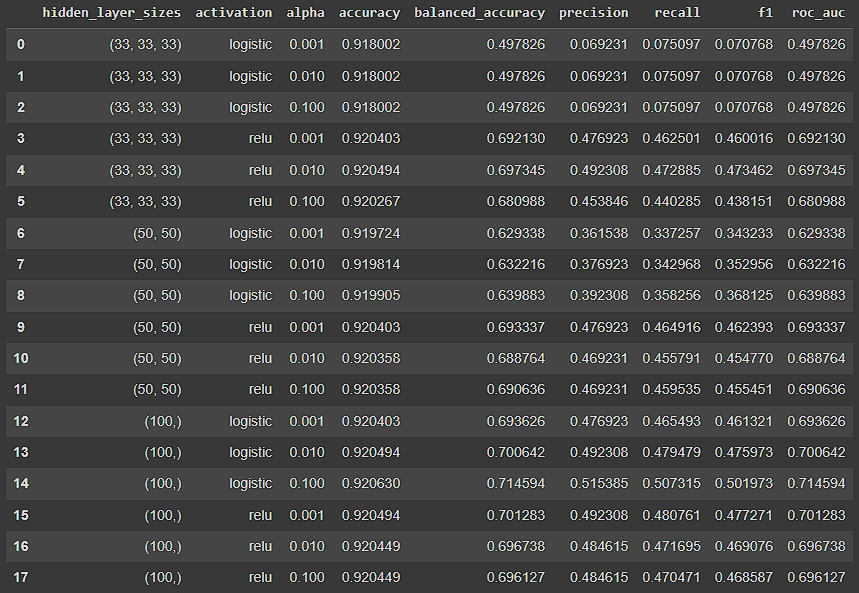 hidden_layer_sizes activation alpha accuracy balanced_accuracy precision recall f1 roc_auc
0 (33, 33, 33) logistic 0.001 0.918002 0.497826 0.069231 0.075097 0.070768 0.497826
1 (33, 33, 33) logistic 0.010 0.918002 0.497826 0.069231 0.075097 0.070768 0.497826
2 (33, 33, 33) logistic 0.100 0.918002 0.497826 0.069231 0.075097 0.070768 0.497826
3 (33, 33, 33) relu 0.001 0.920403 0.692130 0.476923 0.462501 0.460016 0.692130
4 (33, 33, 33) relu 0.010 0.920494 0.697345 0.492308 0.472885 0.473462 0.697345
5 (33, 33, 33) relu 0.100 0.920267 0.680988 0.453846 0.440285 0.438151 0.680988
6 (50, 50) logistic 0.001 0.919724 0.629338 0.361538 0.337257 0.343233 0.629338
7 (50, 50) logistic 0.010 0.919814 0.632216 0.376923 0.342968 0.352956 0.632216
8 (50, 50) logistic 0.100 0.919905 0.639883 0.392308 0.358256 0.368125 0.639883
9 (50, 50) relu 0.001 0.920403 0.693337 0.476923 0.464916 0.462393 0.693337
10 (50, 50) relu 0.010 0.920358 0.688764 0.469231 0.455791 0.454770 0.688764
11 (50, 50) relu 0.100 0.920358 0.690636 0.469231 0.459535 0.455451 0.690636
12 (100,) logistic 0.001 0.920403 0.693626 0.476923 0.465493 0.461321 0.693626
13 (100,) logistic 0.010 0.920494 0.700642 0.492308 0.479479 0.475973 0.700642
14 (100,) logistic 0.100 0.920630 0.714594 0.515385 0.507315 0.501973 0.714594
15 (100,) relu 0.001 0.920494 0.701283 0.492308 0.480761 0.477271 0.701283
16 (100,) relu 0.010 0.920449 0.696738 0.484615 0.471695 0.469076 0.696738
17 (100,) relu 0.100 0.920449 0.696127 0.484615 0.470471 0.468587 0.696127